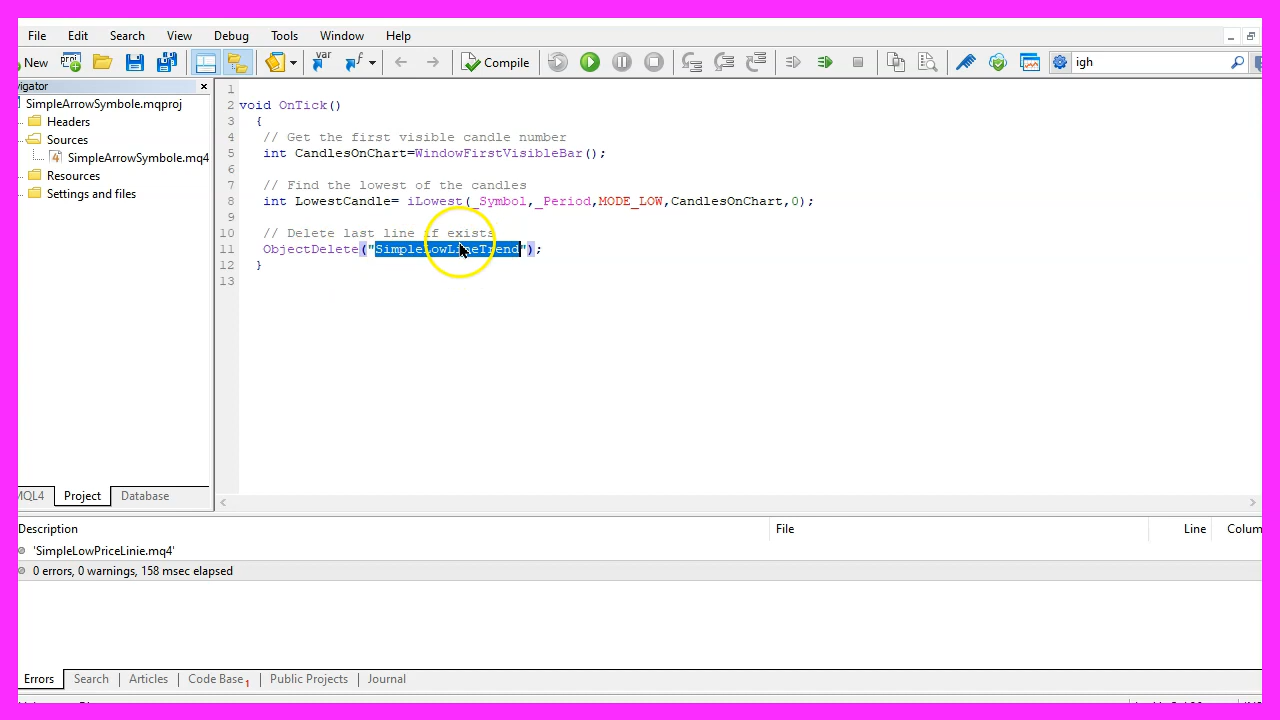 File Edit Search View Debug Tools Window Help
New Compile igh
vigator
SimpleArrowSymbole.mqproj
Headers
Sources
SimpleArrowSymbole.mq4
Resources
Settings and files
1
2 void OnTick()
3 {
4 // Get the first visible candle number
5 int CandlesOnChart=WindowFirstVisibleBar();
6
7 // Find the lowest of the candles
8 int LowestCandle= iLowest(_Symbol,_Period,MODE_LOW,CandlesOnChart,0);
9
10 // Delete last line if exists
11 ObjectDelete("SimpleLowLineTrend");
12 }
13
MQL4 Project Database
Description File Line Colum
'SimpleLowPriceLinie.mq4'
0 errors, 0 warnings, 158 msec elapsed
Errors Search Articles Code Base 1 Public Projects Journal